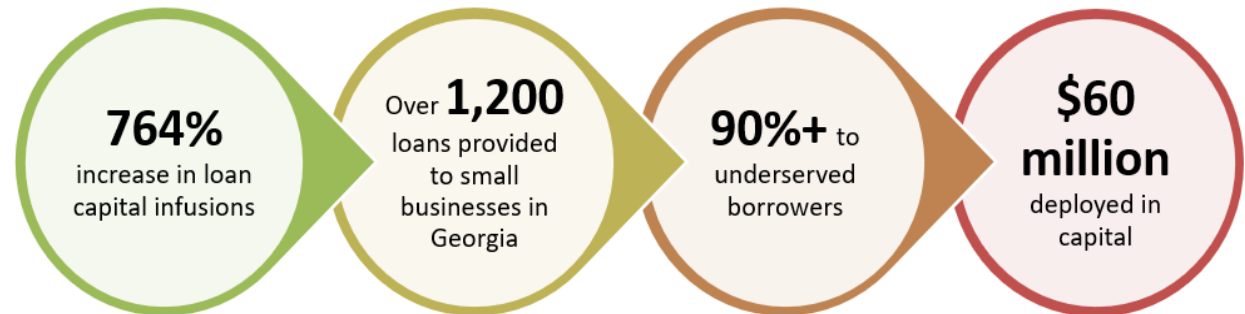 764%
increase in loan
capital infusions
Over 1,200
loans provided
to small
businesses in
Georgia
90%+ to
underserved
borrowers
$60
million
deployed in
capital